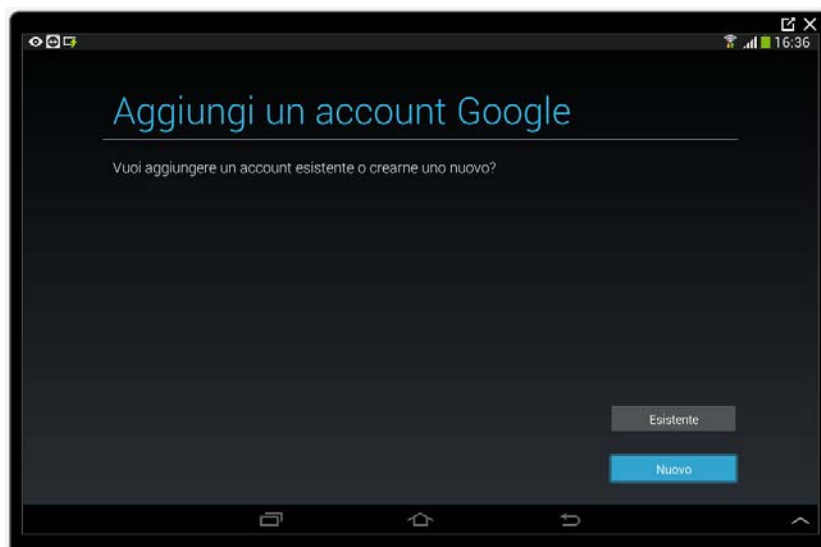 16:36
Aggiungi un account Google
Vuoi aggiungere un account esistente o crearne uno nuovo?
Esistente
Nuovo